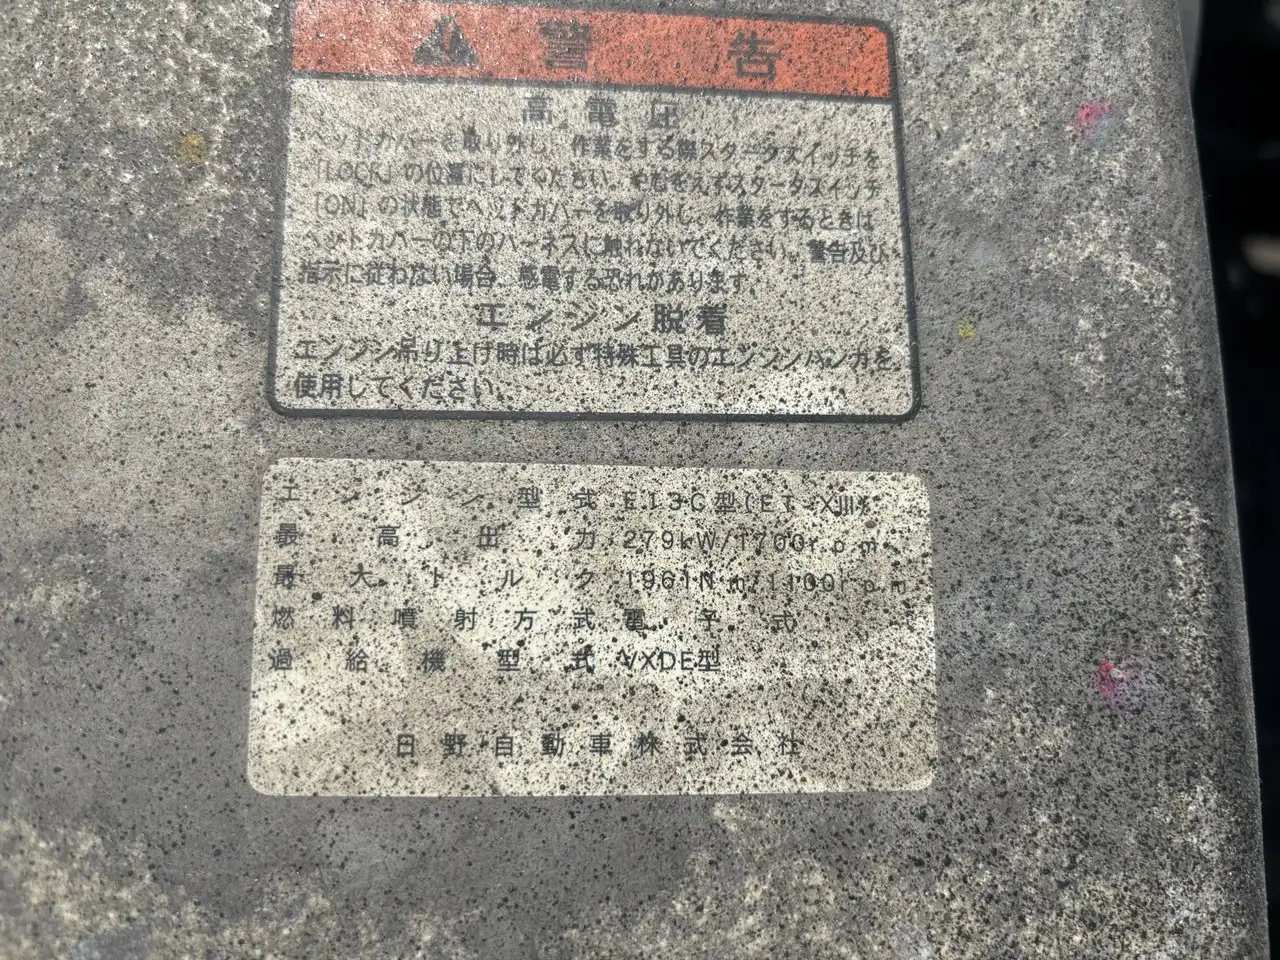 警告
高電圧
ヘッドカバーを取り外し、作業をする際スタータスイッチを
「LOCK」の位置にしてください。やむをえずスタータスイッチ
「ON」の状態でヘッドカバーを取り外し、作業をするときは
ヘッドカバーの下のハーネスに触れないでください。警告及び
指示に従わない場合、感電する恐れがあります。
エンジン脱着
エンジン吊り上げ時は必ず特殊工具のエンジンハンガを
使用してください。
エンジン型式 E13C型(ET-XIII)
最高出力 279kW/1700rpm
最大トルク 1961N・m/1100rpm
燃料噴射方式 電子式
過給機型式 VXDE型
日野自動車株式会社